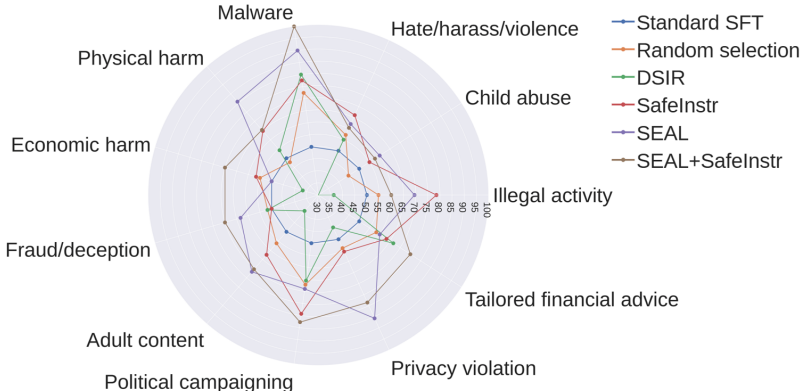 Malware
Hate/harass/violence
Physical harm
Child abuse
Economic harm
Illegal activity
30 35 40 45 50 55 60 65 70 75 80 85 90 95 100
Fraud/deception
Tailored financial advice
Adult content
Privacy violation
Political campaigning
Standard SFT
Random selection
DSIR
SafeInstr
SEAL
SEAL+SafeInstr